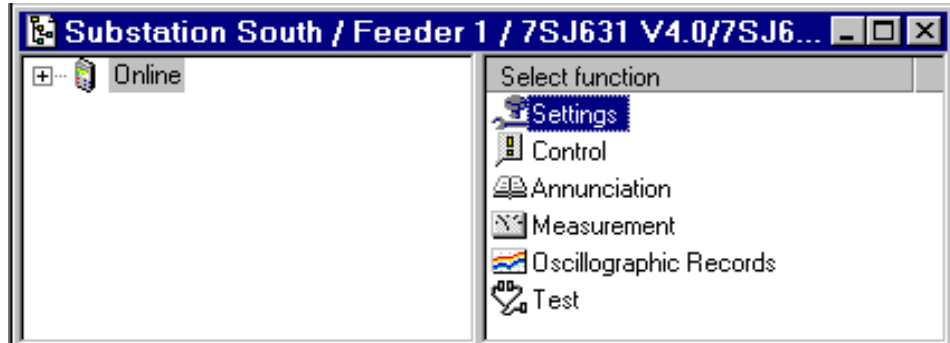 Substation South / Feeder 1 / 7SJ631 V4.0/7SJ6...
Online
Select function
Settings
Control
Annunciation
Measurement
Oscillographic Records
Test